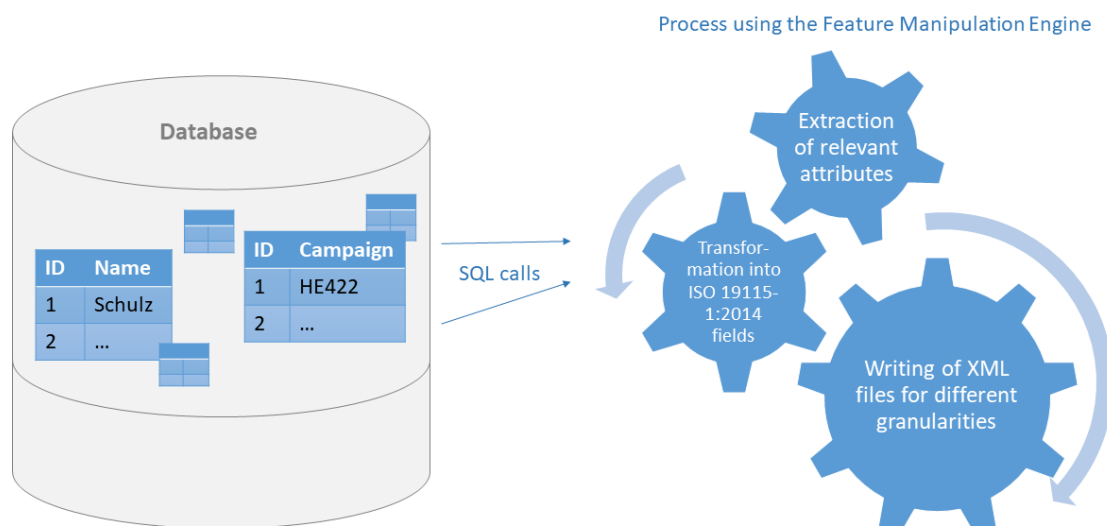 Process using the Feature Manipulation Engine
Database
ID Name
1 Schulz
2 ...
ID Campaign
1 HE422
2 ...
SQL calls
Extraction
of relevant
attributes
Transfor-
mation into
ISO 19115-
1:2014
fields
Writing of XML
files for different
granularities